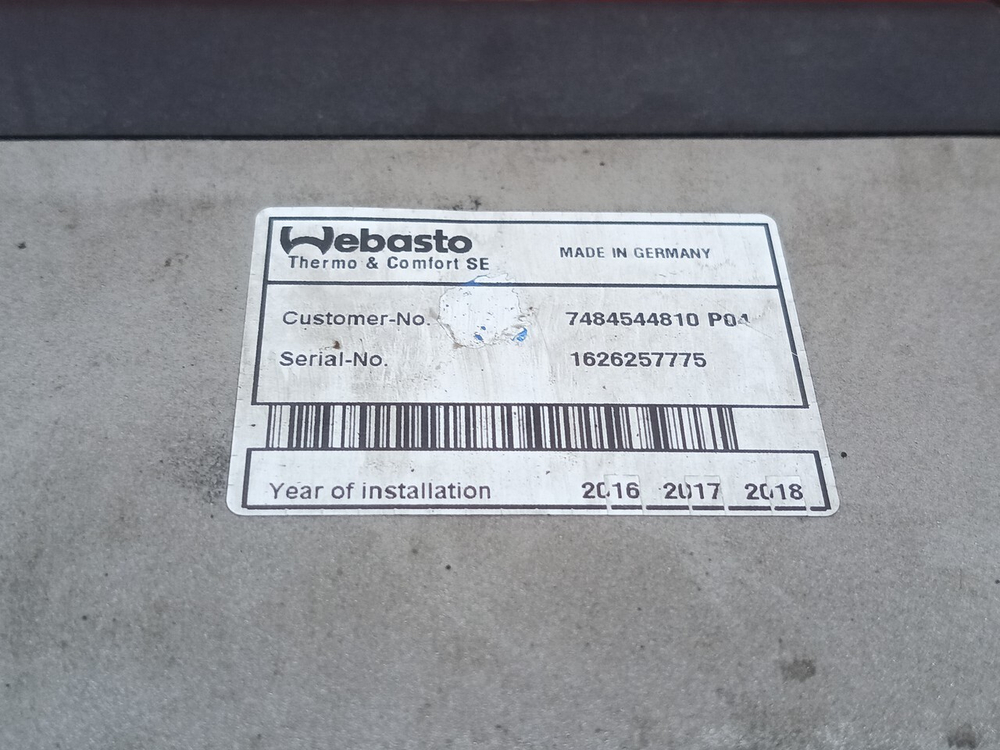 Webasto
Thermo & Comfort SE
MADE IN GERMANY
Customer-No. 7484544810 P04
Serial-No. 1626257775
Year of installation 2016 2017 2018